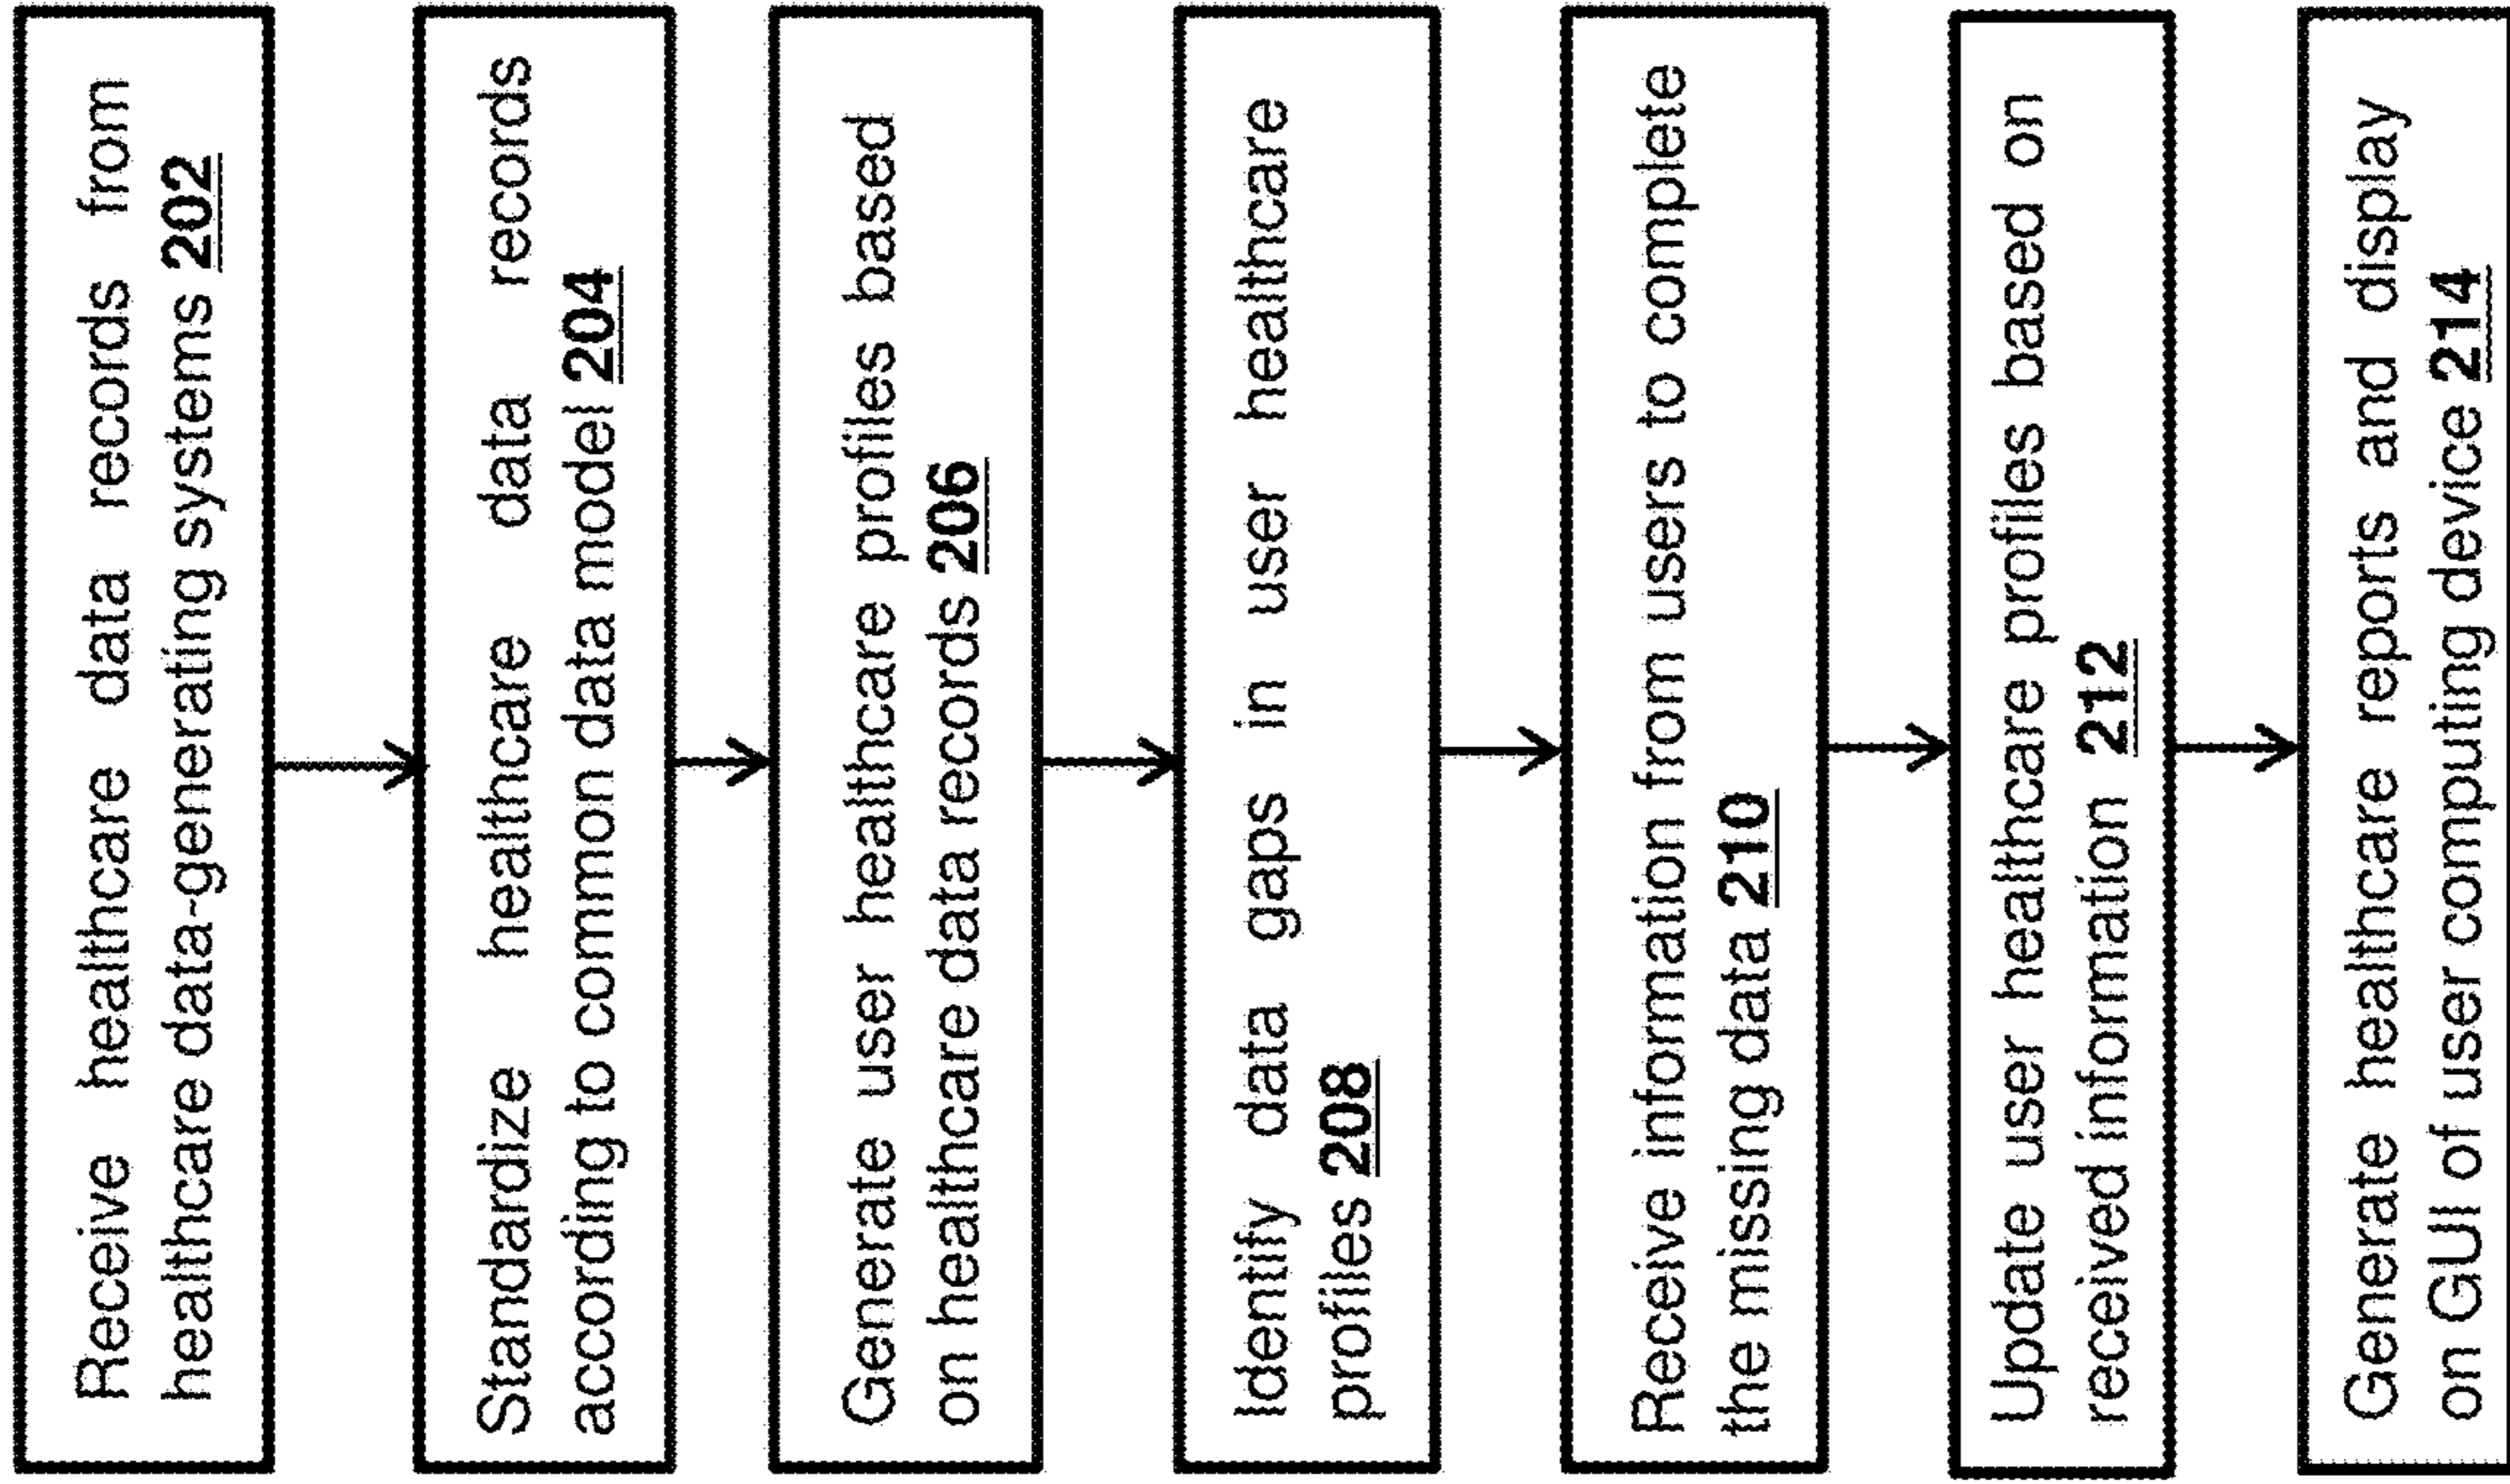 Receive healthcare data records from
healthcare data-generating systems 202
Standardize healthcare data records
according to common data model 204
Generate user healthcare profiles based
on healthcare data records 206
Identify data gaps in user healthcare
profiles 208
Receive information from users to complete
the missing data 210
Update user healthcare profiles based on
received information 212
Generate healthcare reports and display
on GUI of user computing device 214